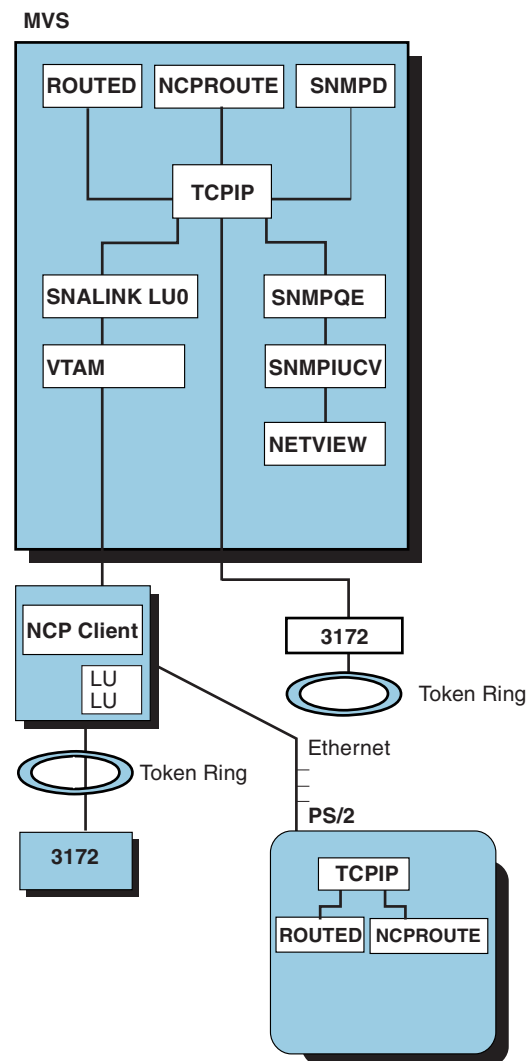 MVS
ROUTED
NCPROUTE
SNMPD
TCPIP
SNALINK LU0
SNMPQE
VTAM
SNMPIUCV
NETVIEW
NCP Client
LU
LU
3172
Token Ring
Ethernet
Token Ring
PS/2
3172
TCPIP
ROUTED
NCPROUTE